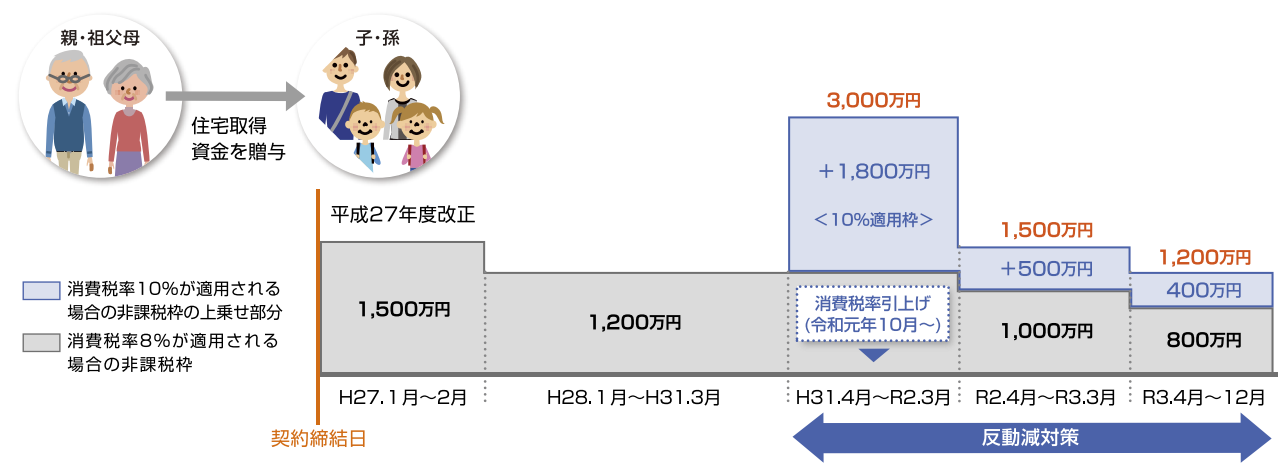 親・祖父母
子・孫
住宅取得
資金を贈与
平成27年度改正
消費税率10%が適用される
場合の非課税枠の上乗せ部分
消費税率8%が適用される
場合の非課税枠
1,500万円
1,200万円
3,000万円
+1,800万円
<10%適用枠>
消費税率引上げ
(令和元年10月~)
1,500万円
+500万円
1,000万円
1,200万円
400万円
800万円
H27.1月~2月
H28.1月~H31.3月
H31.4月~R2.3月
R2.4月~R3.3月
R3.4月~12月
契約締結日
反動減対策